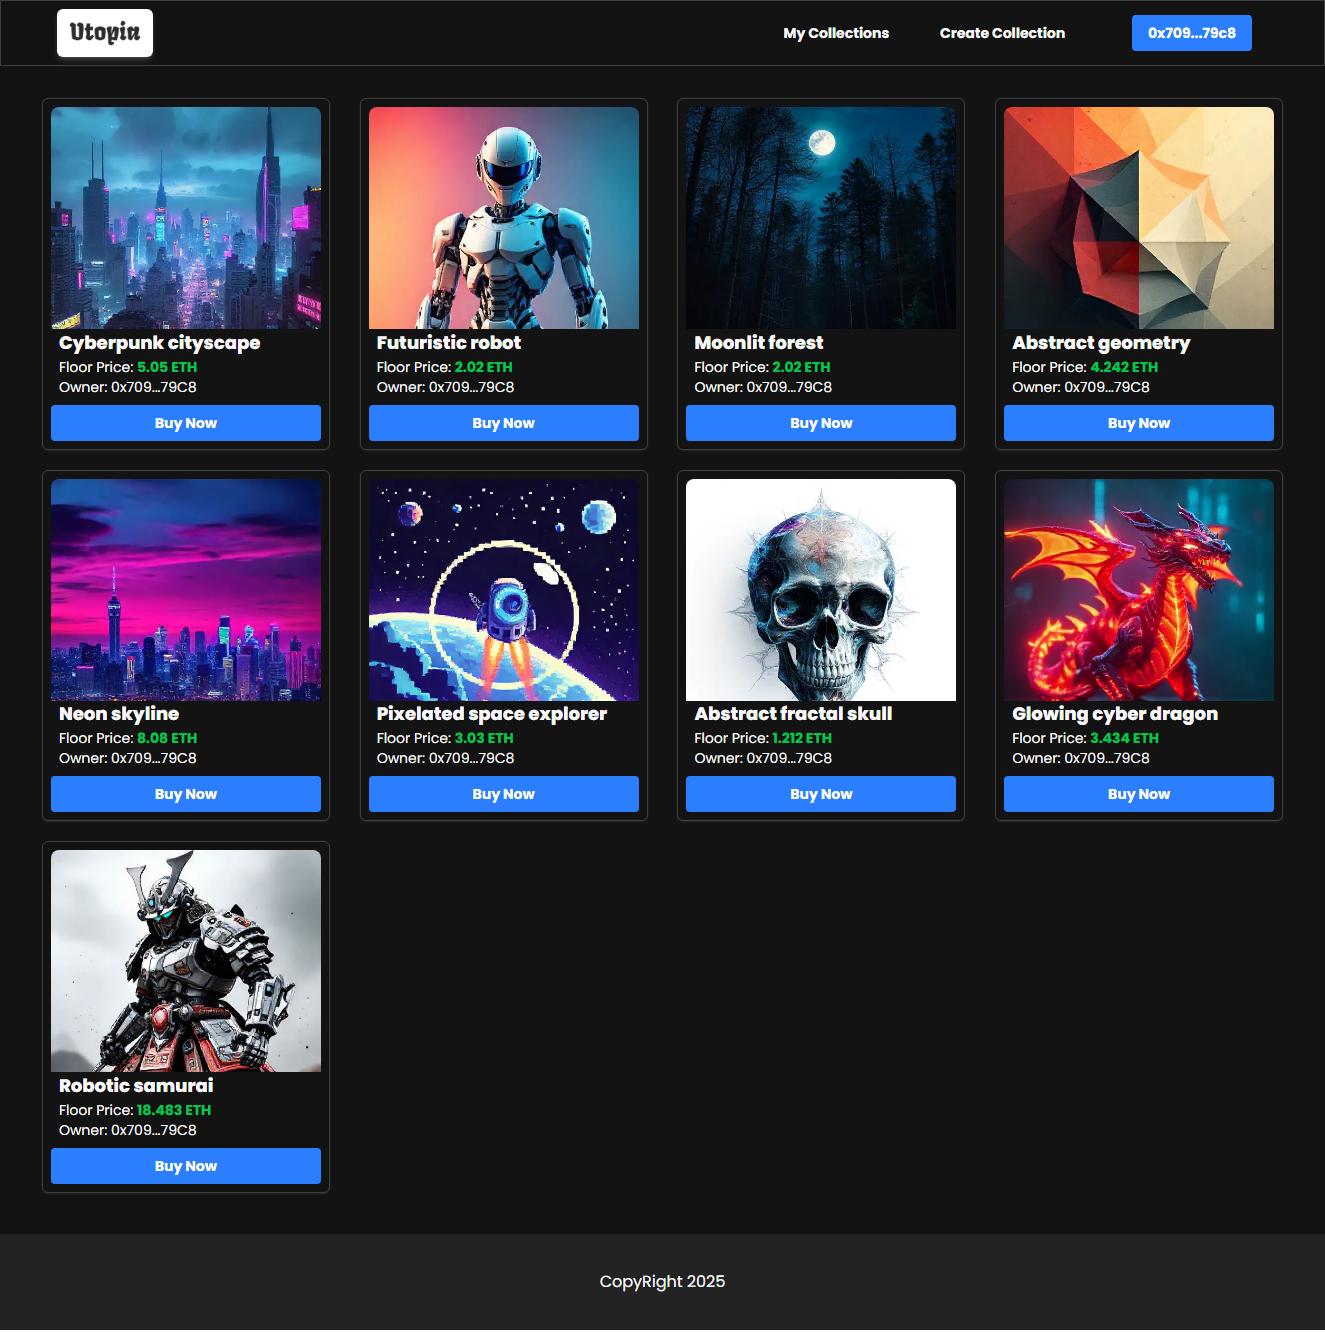 Utopia
My Collections
Create Collection
0x709...79c8
Cyberpunk cityscape
Floor Price: 5.05 ETH
Owner: 0x709...79C8
Buy Now
Futuristic robot
Floor Price: 2.02 ETH
Owner: 0x709...79C8
Buy Now
Moonlit forest
Floor Price: 2.02 ETH
Owner: 0x709...79C8
Buy Now
Abstract geometry
Floor Price: 4.242 ETH
Owner: 0x709...79C8
Buy Now
Neon skyline
Floor Price: 8.08 ETH
Owner: 0x709...79C8
Buy Now
Pixelated space explorer
Floor Price: 3.03 ETH
Owner: 0x709...79C8
Buy Now
Abstract fractal skull
Floor Price: 1.212 ETH
Owner: 0x709...79C8
Buy Now
Glowing cyber dragon
Floor Price: 3.434 ETH
Owner: 0x709...79C8
Buy Now
Robotic samurai
Floor Price: 18.483 ETH
Owner: 0x709...79C8
Buy Now
CopyRight 2025